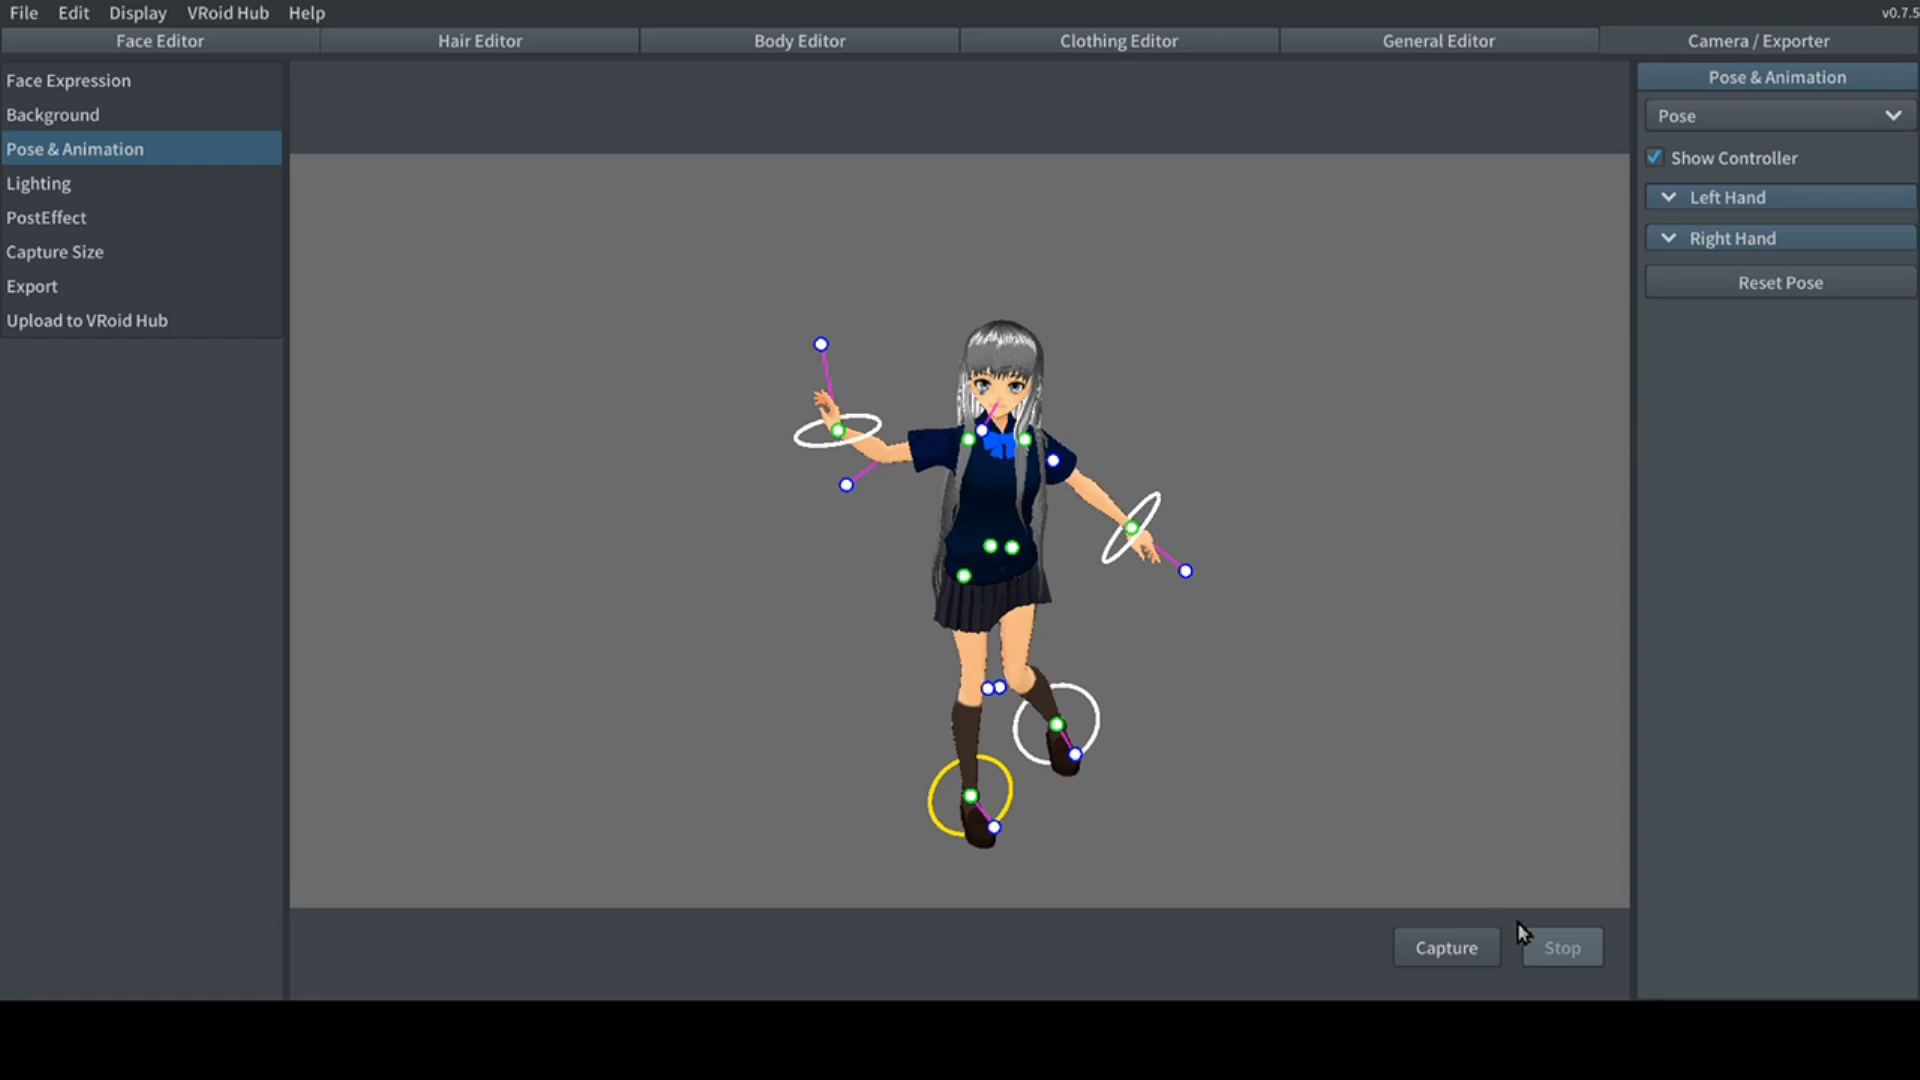 File Edit Display VRoid Hub Help
v0.7.5
Face Editor Hair Editor Body Editor Clothing Editor General Editor Camera / Exporter
Face Expression
Background
Pose & Animation
Lighting
PostEffect
Capture Size
Export
Upload to VRoid Hub
Pose & Animation
Pose
Show Controller
Left Hand
Right Hand
Reset Pose
Capture Stop